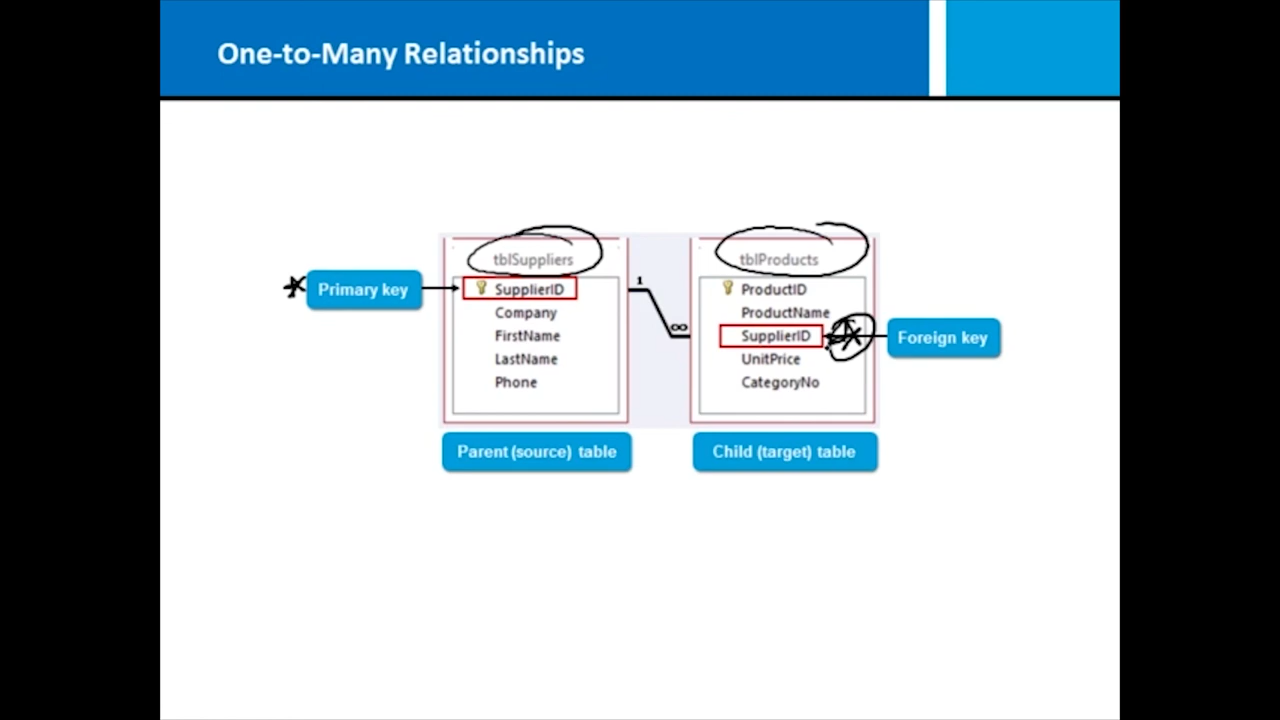 One-to-Many Relationships
tblSuppliers
tblProducts
Primary key
SupplierID
Company
FirstName
LastName
Phone
1
∞
ProductID
ProductName
SupplierID
UnitPrice
CategoryNo
Foreign key
Parent (source) table
Child (target) table